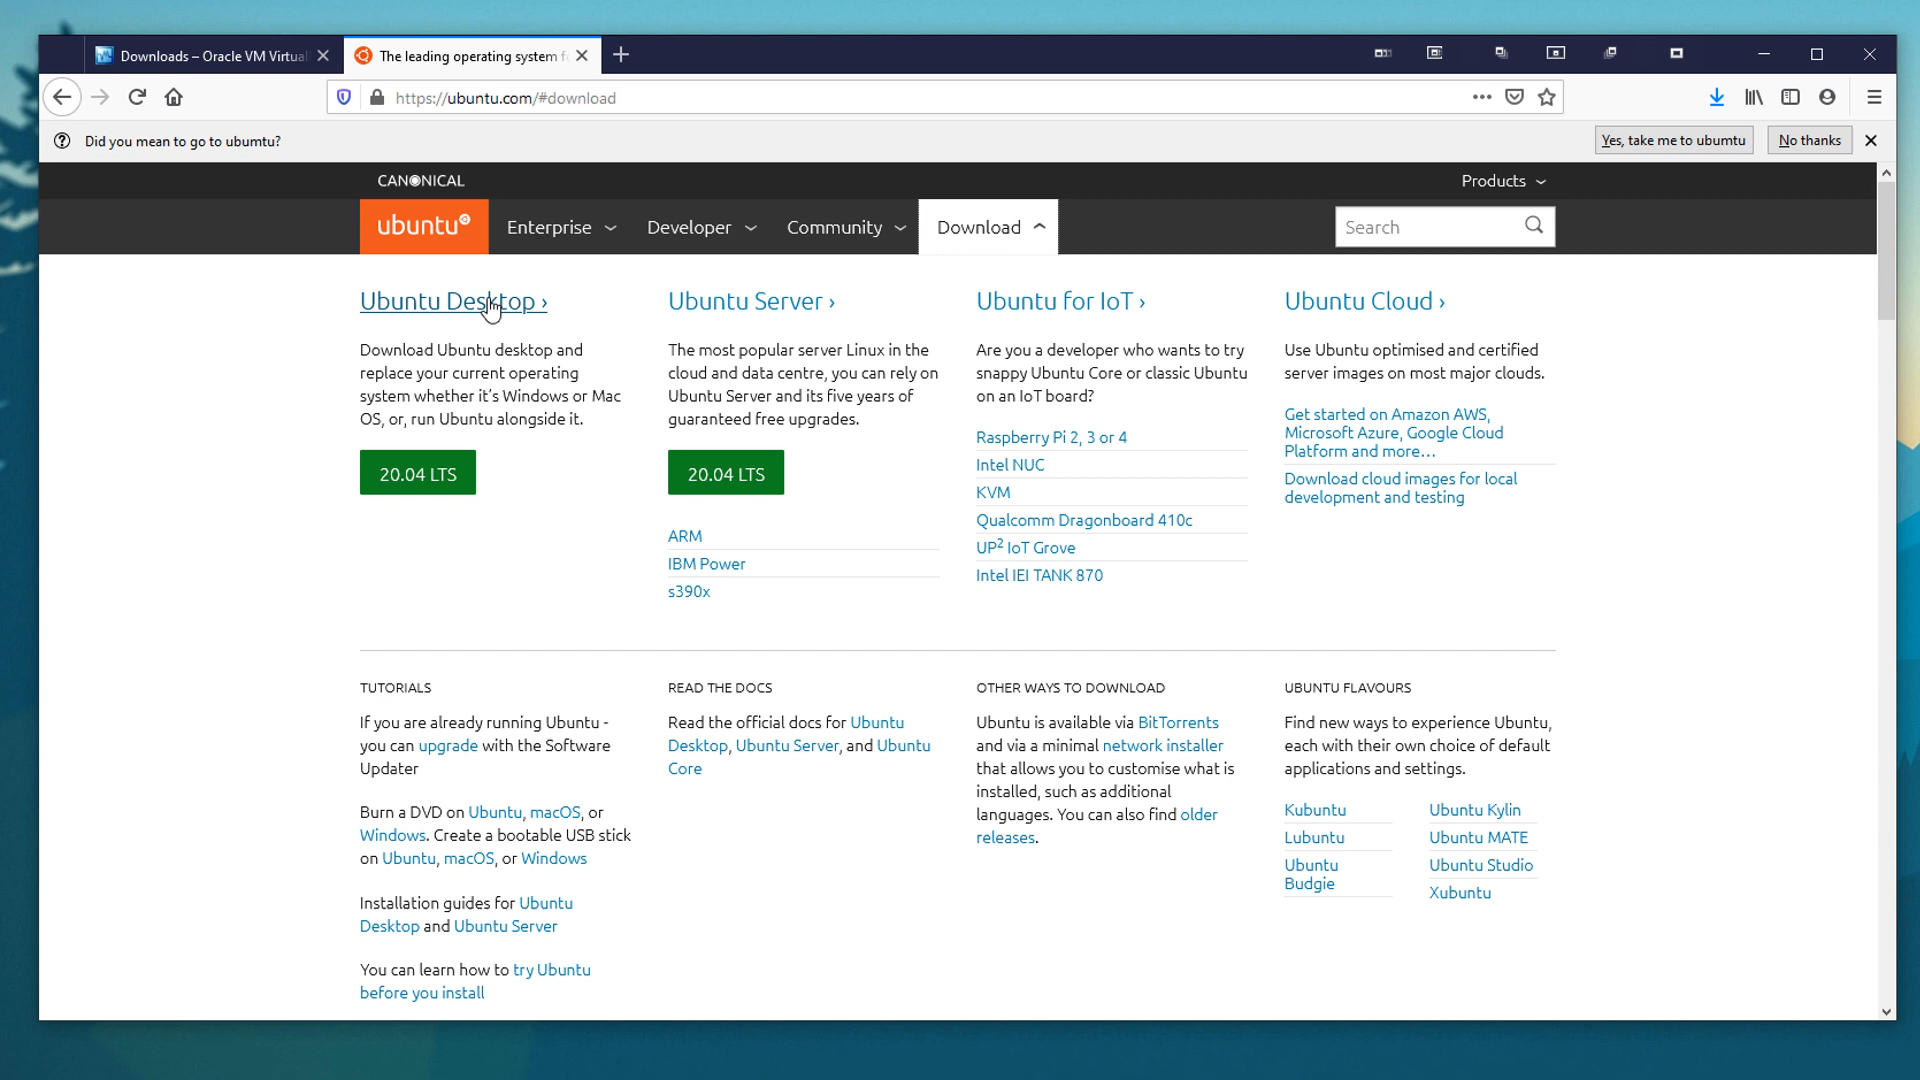 Downloads – Oracle VM Virtual
The leading operating system f
https://ubuntu.com/#download
Did you mean to go to ubumtu?
Yes, take me to ubumtu
No thanks
CANONICAL
Products
ubuntu
Enterprise
Developer
Community
Download
Search
Ubuntu Desktop ›
Download Ubuntu desktop and
replace your current operating
system whether it’s Windows or Mac
OS, or, run Ubuntu alongside it.
20.04 LTS
Ubuntu Server ›
The most popular server Linux in the
cloud and data centre, you can rely on
Ubuntu Server and its five years of
guaranteed free upgrades.
20.04 LTS
ARM
IBM Power
s390x
Ubuntu for IoT ›
Are you a developer who wants to try
snappy Ubuntu Core or classic Ubuntu
on an IoT board?
Raspberry Pi 2, 3 or 4
Intel NUC
KVM
Qualcomm Dragonboard 410c
UP² IoT Grove
Intel IEI TANK 870
Ubuntu Cloud ›
Use Ubuntu optimised and certified
server images on most major clouds.
Get started on Amazon AWS,
Microsoft Azure, Google Cloud
Platform and more…
Download cloud images for local
development and testing
TUTORIALS
If you are already running Ubuntu -
you can upgrade with the Software
Updater
Burn a DVD on Ubuntu, macOS, or
Windows. Create a bootable USB stick
on Ubuntu, macOS, or Windows
Installation guides for Ubuntu
Desktop and Ubuntu Server
You can learn how to try Ubuntu
before you install
READ THE DOCS
Read the official docs for Ubuntu
Desktop, Ubuntu Server, and Ubuntu
Core
OTHER WAYS TO DOWNLOAD
Ubuntu is available via BitTorrents
and via a minimal network installer
that allows you to customise what is
installed, such as additional
languages. You can also find older
releases.
UBUNTU FLAVOURS
Find new ways to experience Ubuntu,
each with their own choice of default
applications and settings.
Kubuntu
Lubuntu
Ubuntu
Budgie
Ubuntu Kylin
Ubuntu MATE
Ubuntu Studio
Xubuntu